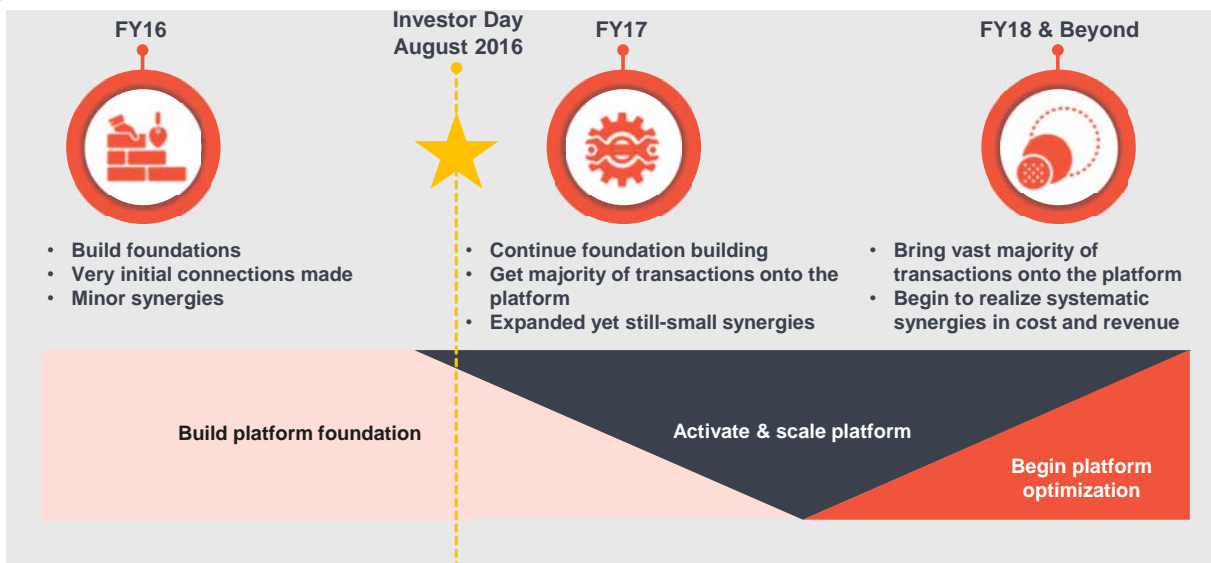 FY16
Investor Day
August 2016
FY17
FY18 & Beyond
• Build foundations
• Very initial connections made
• Minor synergies
• Continue foundation building
• Get majority of transactions onto the
platform
• Expanded yet still-small synergies
• Bring vast majority of
transactions onto the platform
• Begin to realize systematic
synergies in cost and revenue
Build platform foundation
Activate & scale platform
Begin platform
optimization